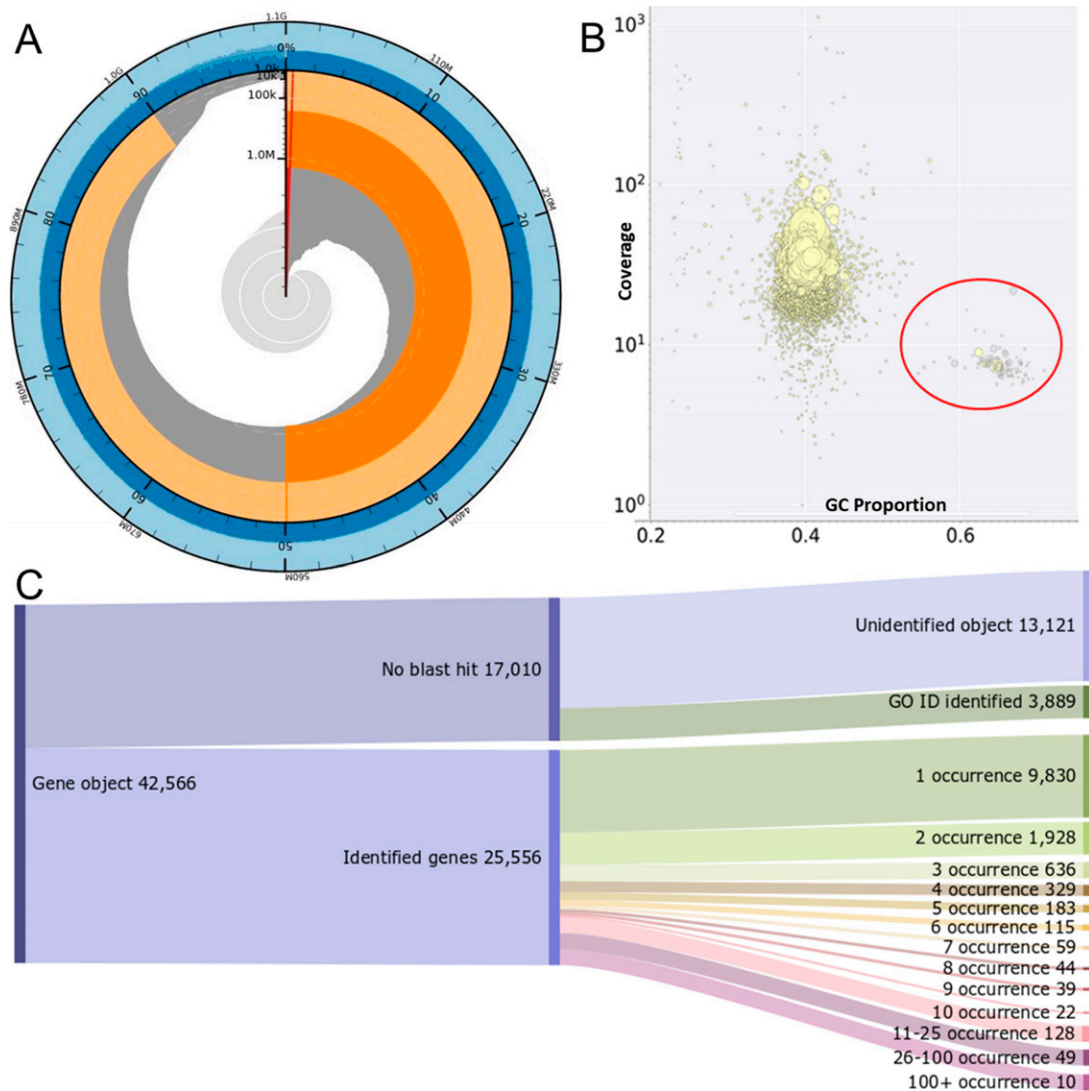 A
1.1G
0%
1.0k
10k
100k
1.0M
110M
10
220M
20
330M
30
440M
40
560M
50
670M
60
780M
70
890M
80
1.0G
90
B
10³
10²
10¹
10⁰
Coverage
GC Proportion
0.2
0.4
0.6
C
Gene object 42,566
No blast hit 17,010
Identified genes 25,556
Unidentified object 13,121
GO ID identified 3,889
1 occurrence 9,830
2 occurrence 1,928
3 occurrence 636
4 occurrence 329
5 occurrence 183
6 occurrence 115
7 occurrence 59
8 occurrence 44
9 occurrence 39
10 occurrence 22
11-25 occurrence 128
26-100 occurrence 49
100+ occurrence 10